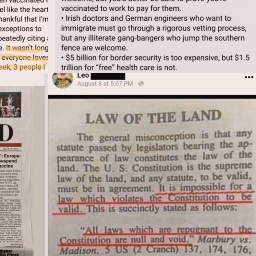 vaccinated
el like the heart
hankful that I'm
exceptions to
eatedly citing
It wasn't long
everyone loves
eek, 3 people I
vaccinated to work to pay for them.
• Irish doctors and German engineers who want to
immigrate must go through a rigorous vetting process,
but any illiterate gang-bangers who jump the southern
fence are welcome.
• $5 billion for border security is too expensive, but $1.5
trillion for "free" health care is not.
Leo
August 8 at 5:07 PM
D
LAW OF THE LAND
The general misconception is that any
statute passed by legislators bearing the ap-
pearance of law constitutes the law of the
land. The U. S. Constitution is the supreme
law of the land, and any statute, to be valid,
must be in agreement. It is impossible for a
law which violates the Constitution to be
valid. This is succinctly stated as follows:
"All laws which are repugnant to the
Constitution are null and void." Marbury vs.
Madison, 5 US (2 Cranch) 137, 174, 176,